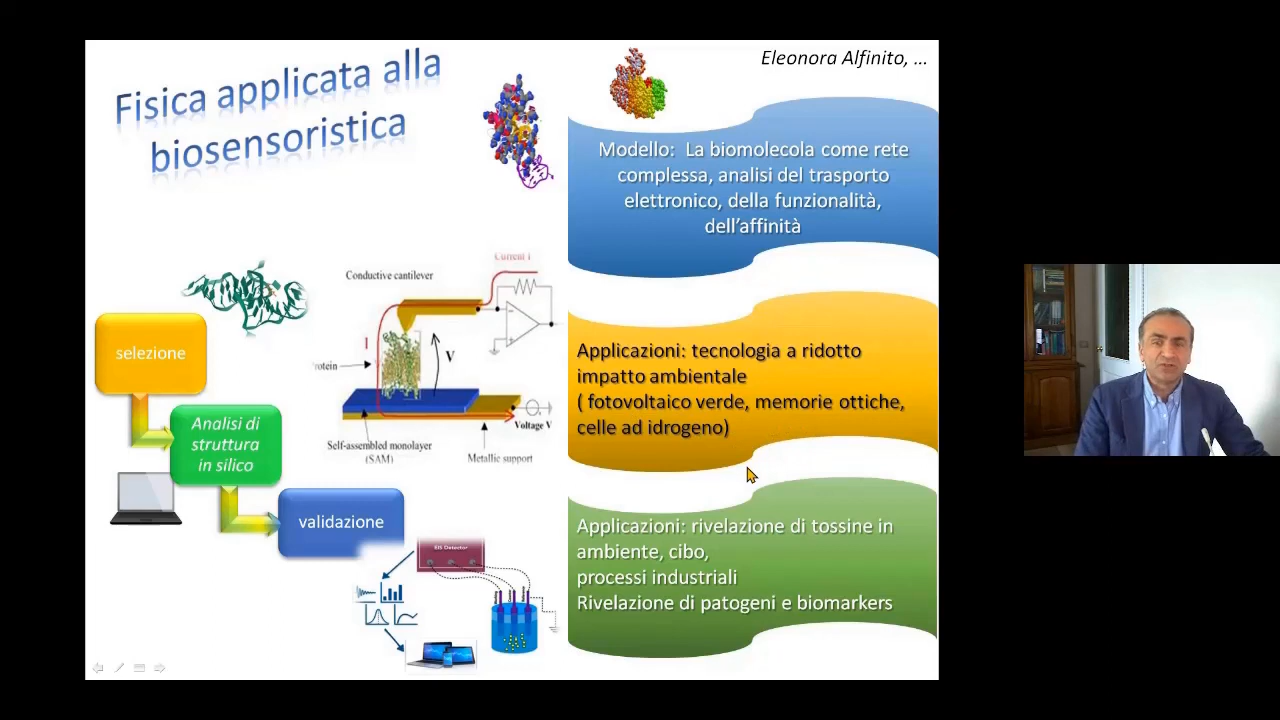 Fisica applicata alla
biosensoristica
Eleonora Alfinito, ...
Modello: La biomolecola come rete
complessa, analisi del trasporto
elettronico, della funzionalità,
dell'affinità
Applicazioni: tecnologia a ridotto
impatto ambientale
( fotovoltaico verde, memorie ottiche,
celle ad idrogeno)
Applicazioni: rivelazione di tossine in
ambiente, cibo,
processi industriali
Rivelazione di patogeni e biomarkers
selezione
Analisi di
struttura
in silico
validazione
Current I
Conductive cantilever
I
V
rotein
Voltage V
Self-assembled monolayer
(SAM)
Metallic support
EIS Detector